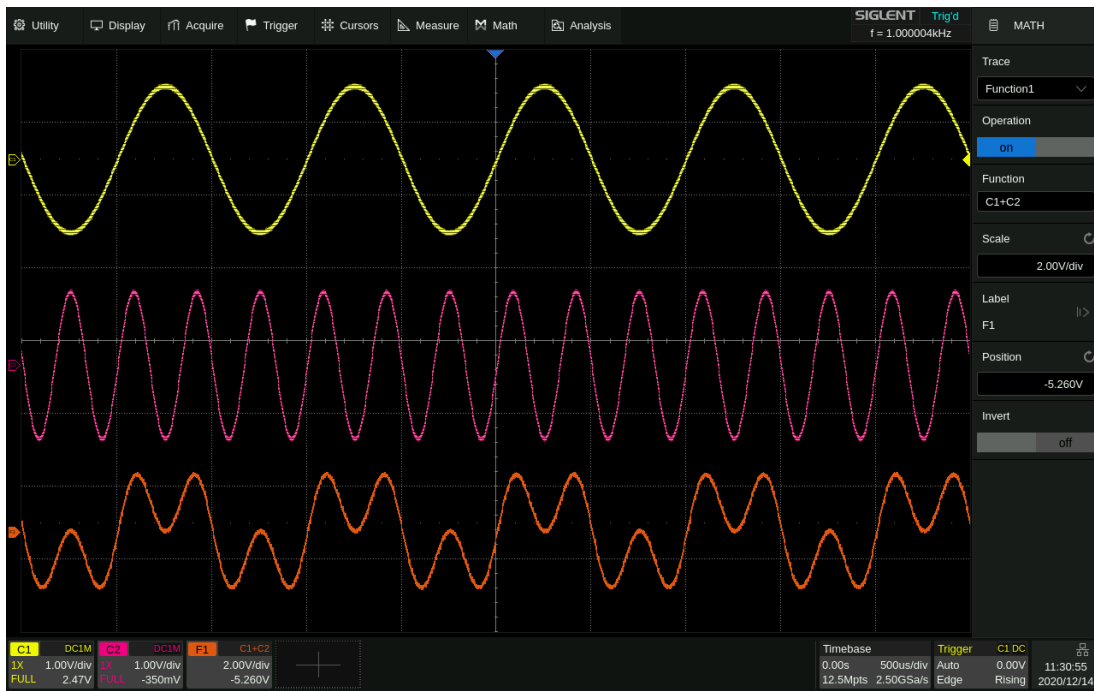 Utility Display Acquire Trigger Cursors Measure Math Analysis
SIGLENT Trig'd
f = 1.000004kHz
MATH
Trace
Function1
Operation
on
Function
C1+C2
Scale
2.00V/div
Label
F1
Position
-5.260V
Invert
off
C1 DC1M
1X 1.00V/div
FULL 2.47V
C2 DC1M
1X 1.00V/div
FULL -350mV
F1 C1+C2
2.00V/div
-5.260V
Timebase
0.00s 500us/div
12.5Mpts 2.50GSa/s
Trigger C1 DC
Auto 0.00V
Edge Rising
11:30:55
2020/12/14